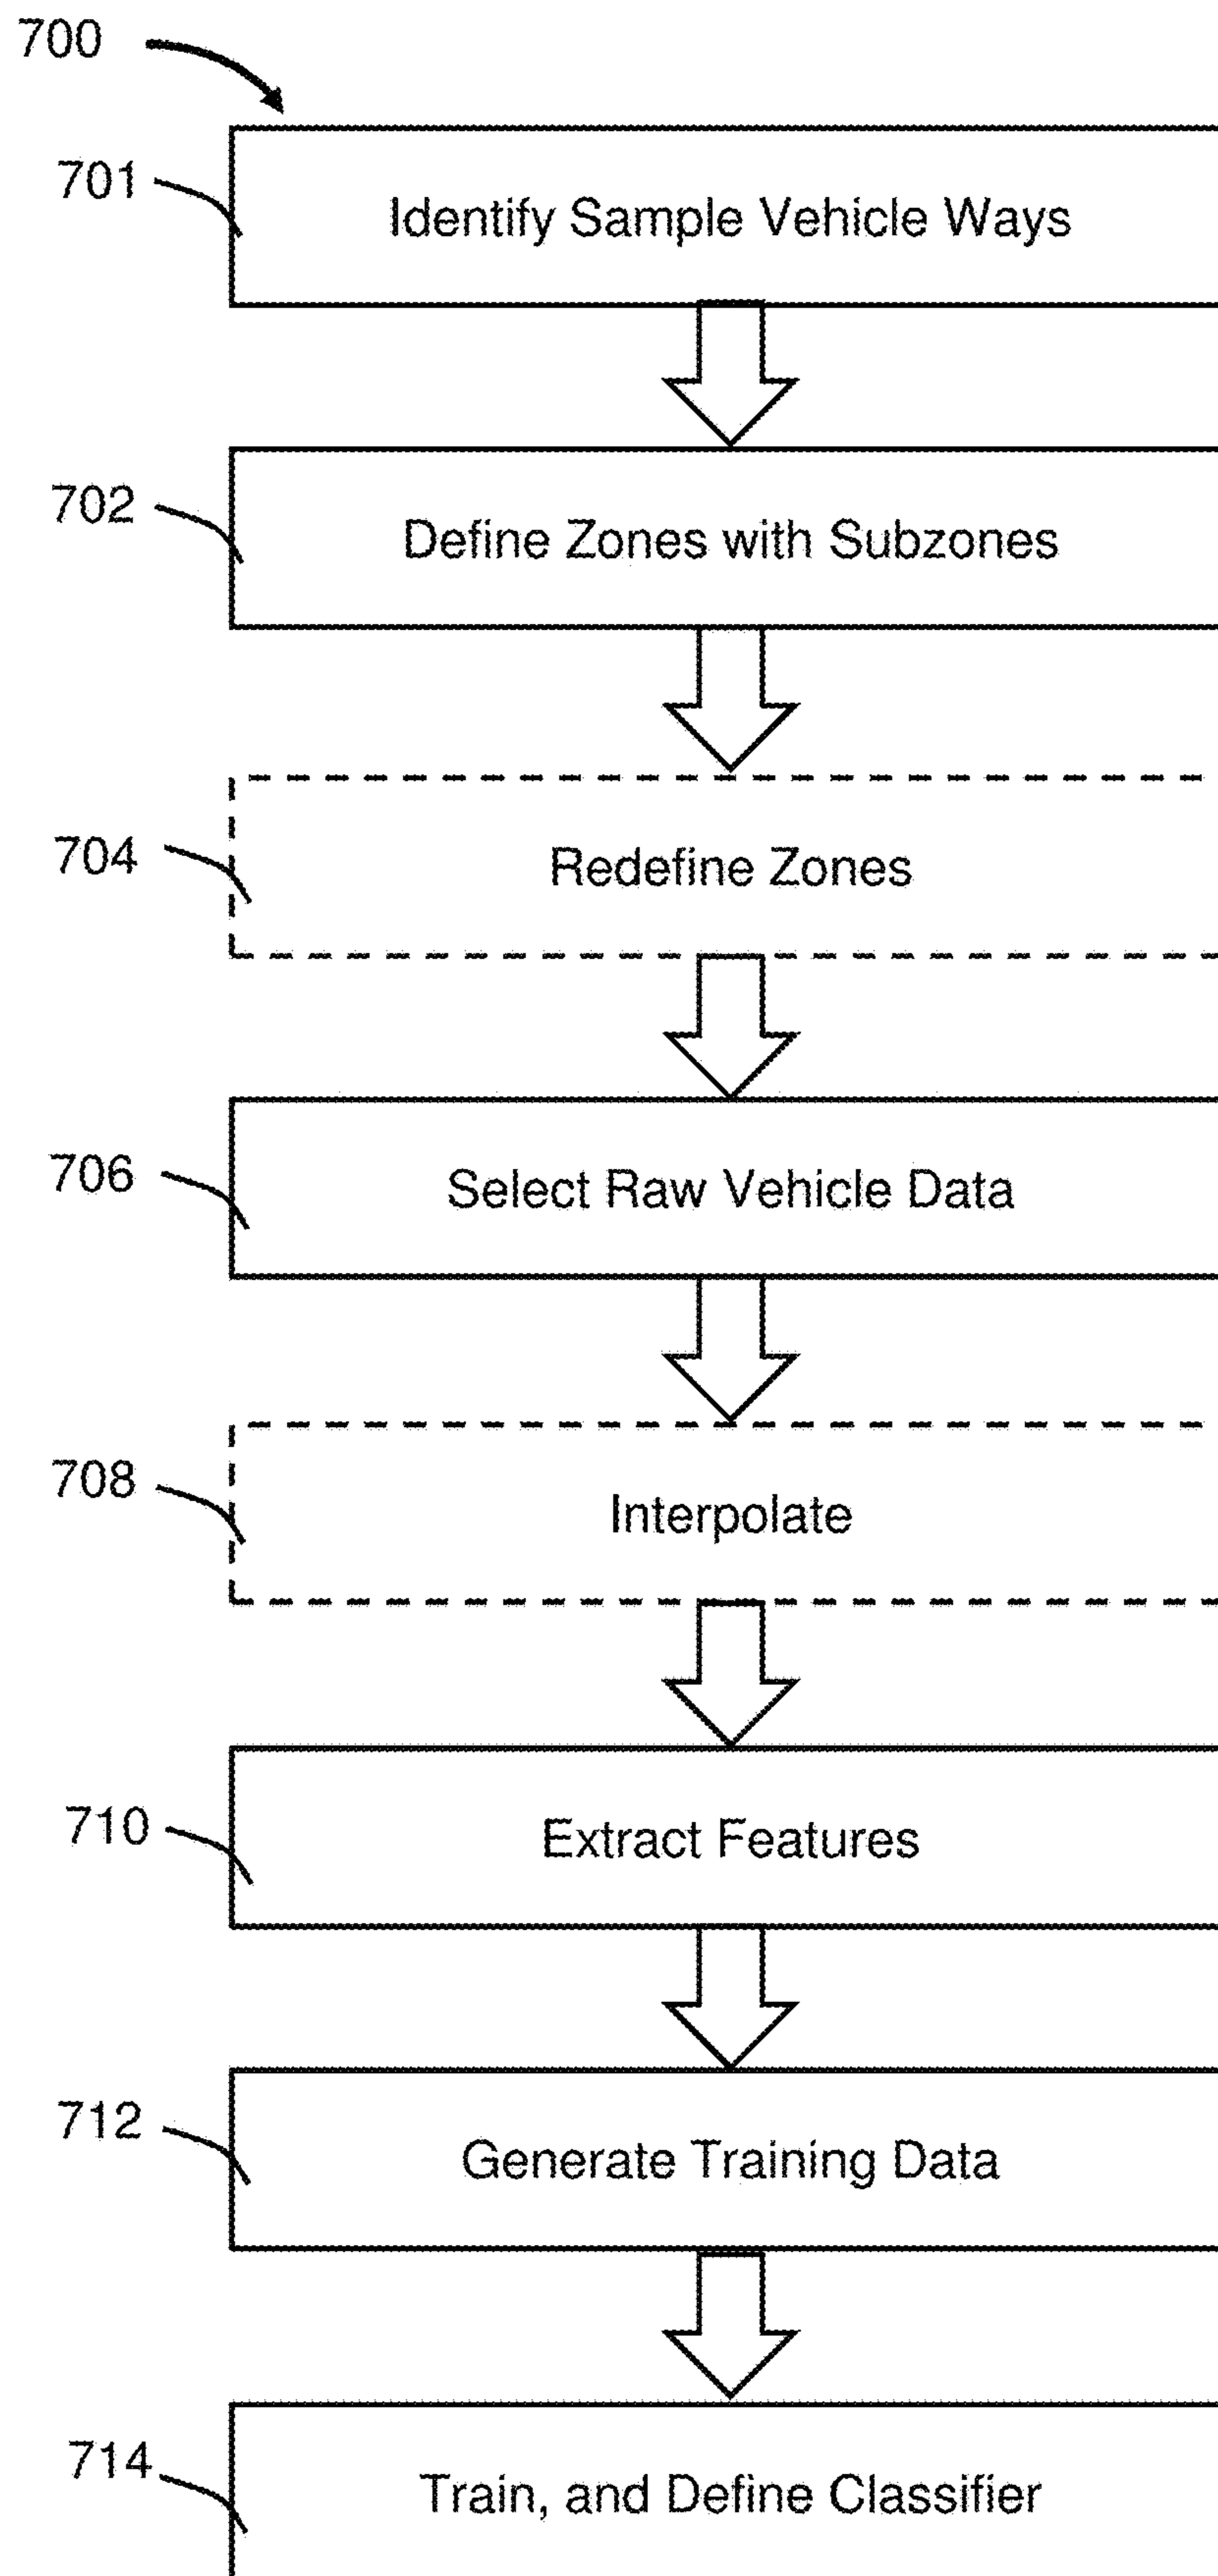 700
701
Identify Sample Vehicle Ways
702
Define Zones with Subzones
704
Redefine Zones
706
Select Raw Vehicle Data
708
Interpolate
710
Extract Features
712
Generate Training Data
714
Train, and Define Classifier